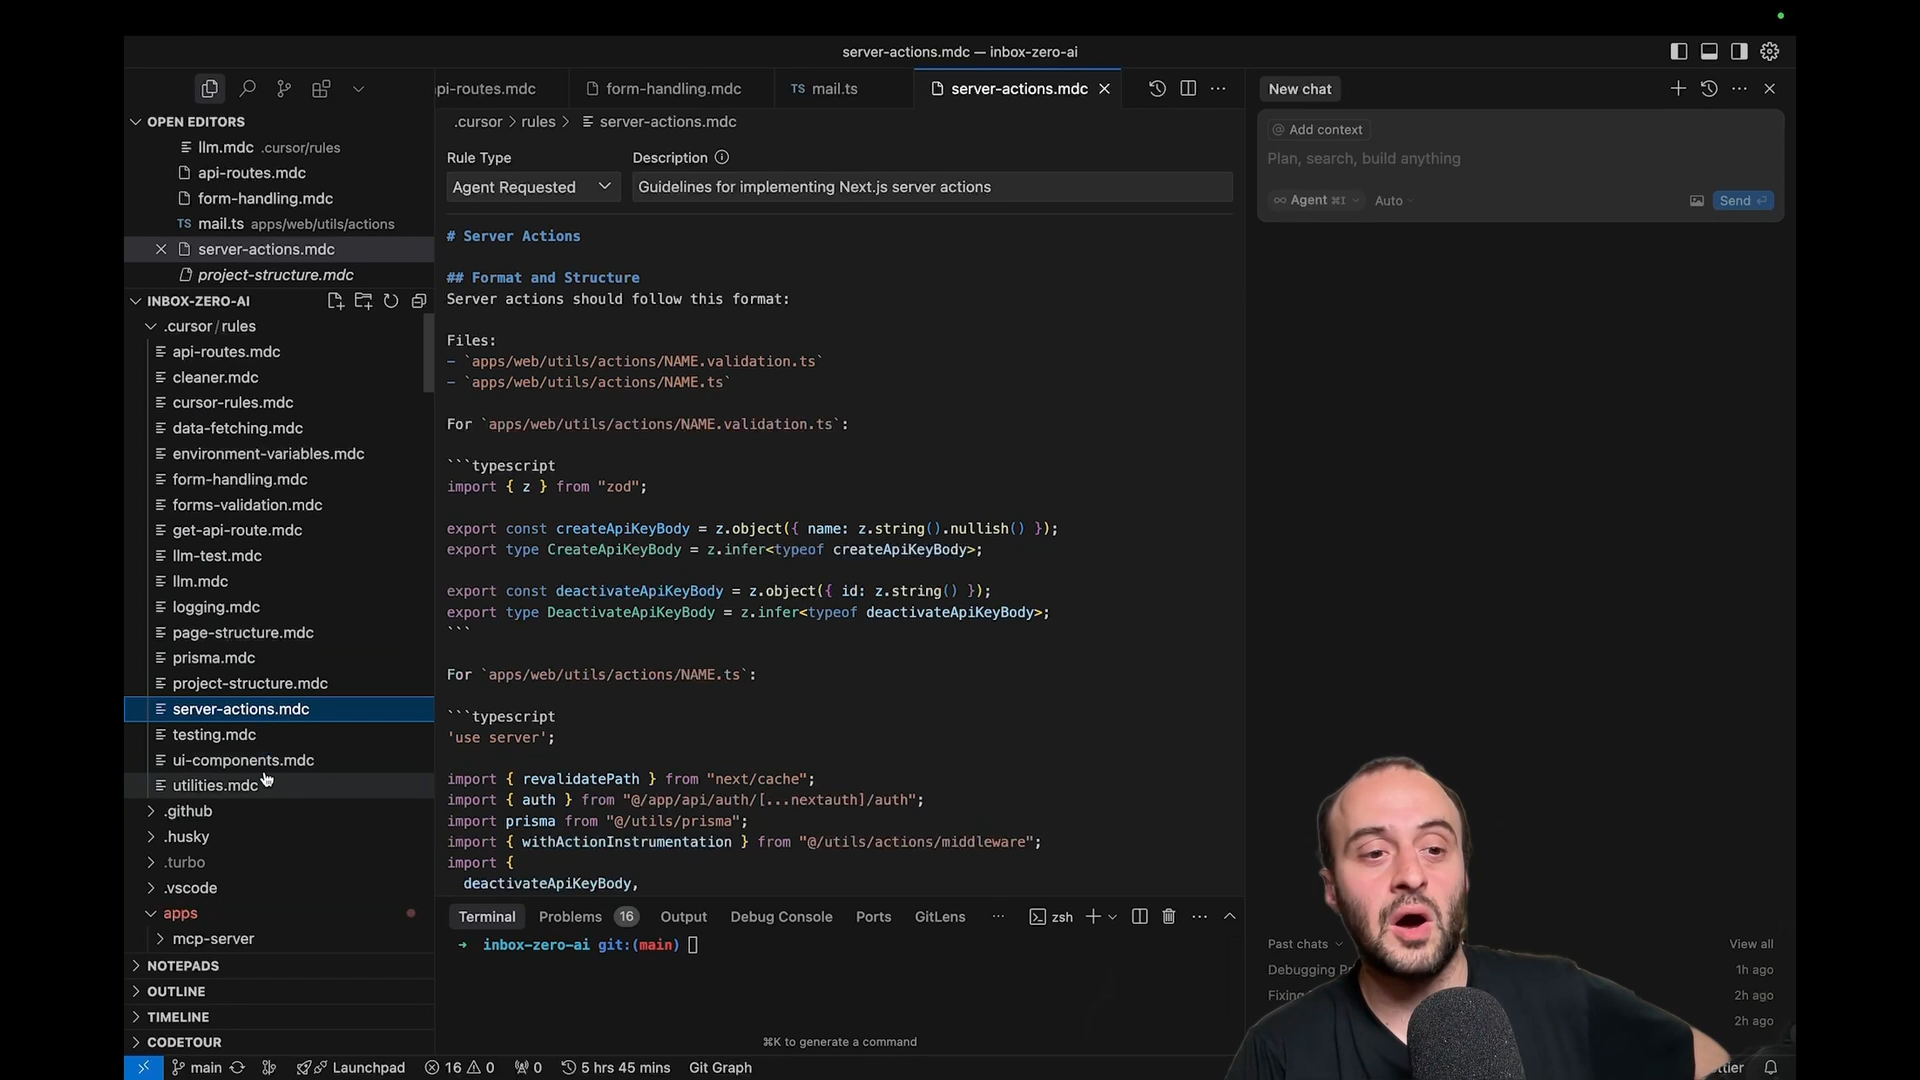 server-actions.mdc — inbox-zero-ai
pi-routes.mdc
form-handling.mdc
TS mail.ts
server-actions.mdc
New chat
OPEN EDITORS
llm.mdc .cursor/rules
api-routes.mdc
form-handling.mdc
TS mail.ts apps/web/utils/actions
server-actions.mdc
project-structure.mdc
INBOX-ZERO-AI
.cursor/rules
api-routes.mdc
cleaner.mdc
cursor-rules.mdc
data-fetching.mdc
environment-variables.mdc
form-handling.mdc
forms-validation.mdc
get-api-route.mdc
llm-test.mdc
llm.mdc
logging.mdc
page-structure.mdc
prisma.mdc
project-structure.mdc
server-actions.mdc
testing.mdc
ui-components.mdc
utilities.mdc
.github
.husky
.turbo
.vscode
apps
mcp-server
NOTEPADS
OUTLINE
TIMELINE
CODETOUR
.cursor > rules > server-actions.mdc
Rule Type
Description
Agent Requested
Guidelines for implementing Next.js server actions
# Server Actions
## Format and Structure
Server actions should follow this format:
Files:
- `apps/web/utils/actions/NAME.validation.ts`
- `apps/web/utils/actions/NAME.ts`
For `apps/web/utils/actions/NAME.validation.ts`:
```typescript
import { z } from "zod";
export const createApiKeyBody = z.object({ name: z.string().nullish() });
export type CreateApiKeyBody = z.infer<typeof createApiKeyBody>;
export const deactivateApiKeyBody = z.object({ id: z.string() });
export type DeactivateApiKeyBody = z.infer<typeof deactivateApiKeyBody>;
```
For `apps/web/utils/actions/NAME.ts`:
```typescript
'use server';
import { revalidatePath } from "next/cache";
import { auth } from "@/app/api/auth/[...nextauth]/auth";
import prisma from "@/utils/prisma";
import { withActionInstrumentation } from "@/utils/actions/middleware";
import {
deactivateApiKeyBody,
Terminal
Problems 16
Output
Debug Console
Ports
GitLens
zsh
inbox-zero-ai git:(main)
⌘K to generate a command
@ Add context
Plan, search, build anything
∞ Agent ⌘I
Auto
Send
Past chats
View all
Debugging
1h ago
Fixing
2h ago
2h ago
main
Launchpad
16
0
0
5 hrs 45 mins
Git Graph